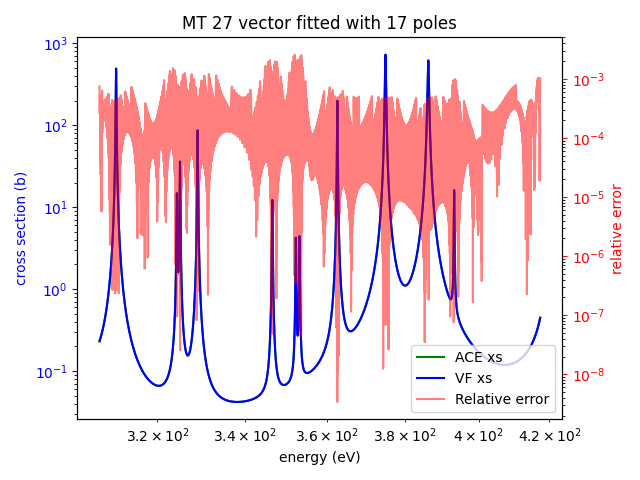 MT 27 vector fitted with 17 poles
10³
10²
10¹
10⁰
10⁻¹
cross section (b)
10⁻³
10⁻⁴
10⁻⁵
10⁻⁶
10⁻⁷
10⁻⁸
relative error
ACE xs
VF xs
Relative error
3.2 × 10² 3.4 × 10² 3.6 × 10² 3.8 × 10² 4 × 10² 4.2 × 10²
energy (eV)